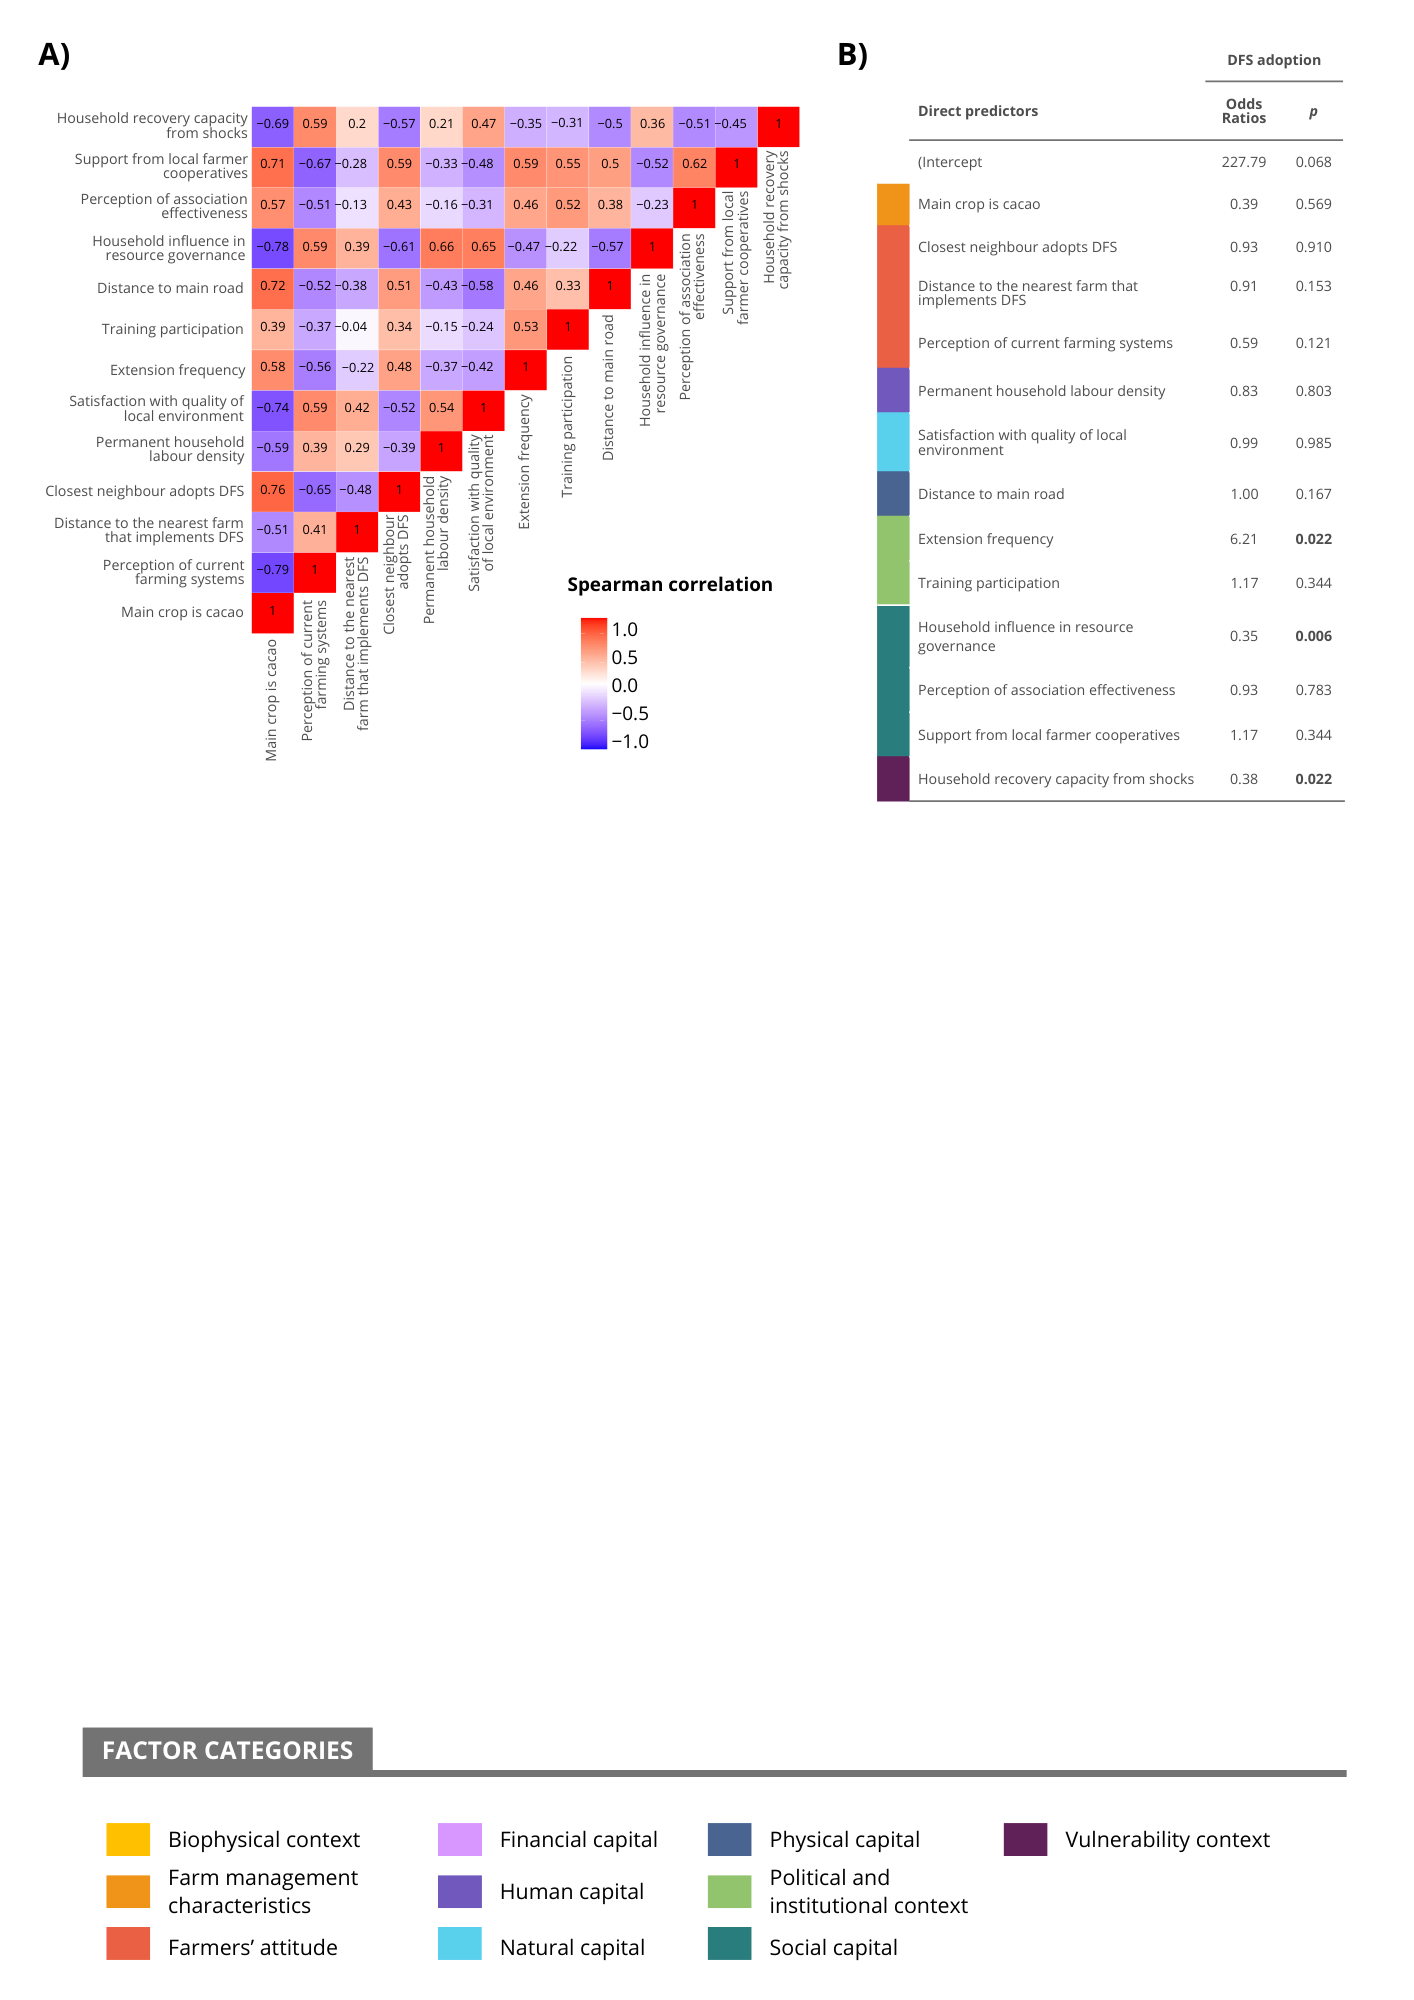 A)
Household recovery capacity
from shocks
−0.69 0.59 0.2 −0.57 0.21 0.47 −0.35 −0.31 −0.5 0.36 −0.51 −0.45 1
Support from local farmer
cooperatives
0.71 −0.67 −0.28 0.59 −0.33 −0.48 0.59 0.55 0.5 −0.52 0.62 1
Perception of association
effectiveness
0.57 −0.51 −0.13 0.43 −0.16 −0.31 0.46 0.52 0.38 −0.23 1
Household influence in
resource governance
−0.78 0.59 0.39 −0.61 0.66 0.65 −0.47 −0.22 −0.57 1
Distance to main road
0.72 −0.52 −0.38 0.51 −0.43 −0.58 0.46 0.33 1
Training participation
0.39 −0.37 −0.04 0.34 −0.15 −0.24 0.53 1
Extension frequency
0.58 −0.56 −0.22 0.48 −0.37 −0.42 1
Satisfaction with quality of
local environment
−0.74 0.59 0.42 −0.52 0.54 1
Permanent household
labour density
−0.59 0.39 0.29 −0.39 1
Closest neighbour adopts DFS
0.76 −0.65 −0.48 1
Distance to the nearest farm
that implements DFS
−0.51 0.41 1
Perception of current
farming systems
−0.79 1
Main crop is cacao
1
Main crop is cacao
Perception of current
farming systems
Distance to the nearest
farm that implements DFS
Closest neighbour
adopts DFS
Permanent household
labour density
Satisfaction with quality
of local environment
Extension frequency
Training participation
Distance to main road
Household influence in
resource governance
Perception of association
effectiveness
Support from local
farmer cooperatives
Household recovery
capacity from shocks
Spearman correlation
1.0
0.5
0.0
−0.5
−1.0
B)
DFS adoption
Direct predictors Odds Ratios p
(Intercept 227.79 0.068
Main crop is cacao 0.39 0.569
Closest neighbour adopts DFS 0.93 0.910
Distance to the nearest farm that 0.91 0.153
implements DFS
Perception of current farming systems 0.59 0.121
Permanent household labour density 0.83 0.803
Satisfaction with quality of local
environment 0.99 0.985
Distance to main road 1.00 0.167
Extension frequency 6.21 0.022
Training participation 1.17 0.344
Household influence in resource
governance 0.35 0.006
Perception of association effectiveness 0.93 0.783
Support from local farmer cooperatives 1.17 0.344
Household recovery capacity from shocks 0.38 0.022
FACTOR CATEGORIES
Biophysical context
Farm management
characteristics
Farmers’ attitude
Financial capital
Human capital
Natural capital
Physical capital
Political and
institutional context
Social capital
Vulnerability context